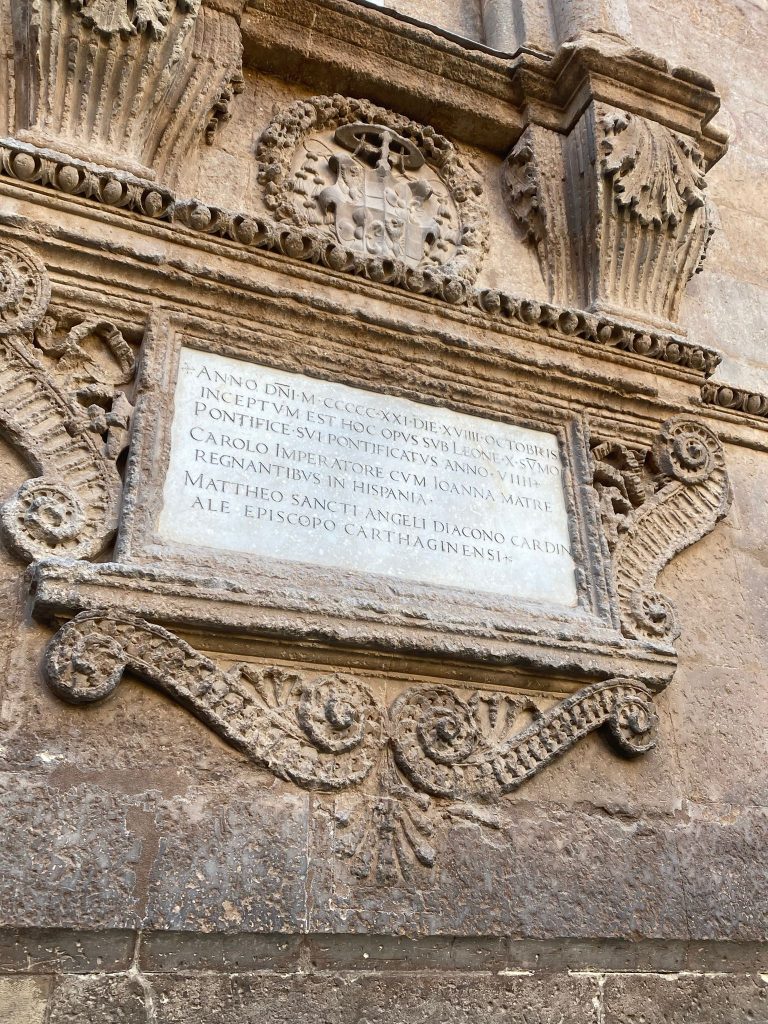 *ANNO DN̄I·M·CCCCC·XXI·DIE·XVIIII·OCTOBRIS
INCEPTVM EST HOC OPVS SVB LEONE·X·SVMO
PONTIFICE·SVI PONTIFICATVS ANNO·VIIII·
CAROLO IMPERATORE CVM IOANNA MATRE
REGNANTIBVS IN HISPANIA·
MATTHEO SANCTI ANGELI DIACONO CARDIN
ALE·EPISCOPO CARTHAGINENSI*